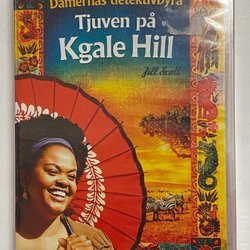 Damernas detektivbyrå
Tjuven på
Kgale Hill
Jill Scott